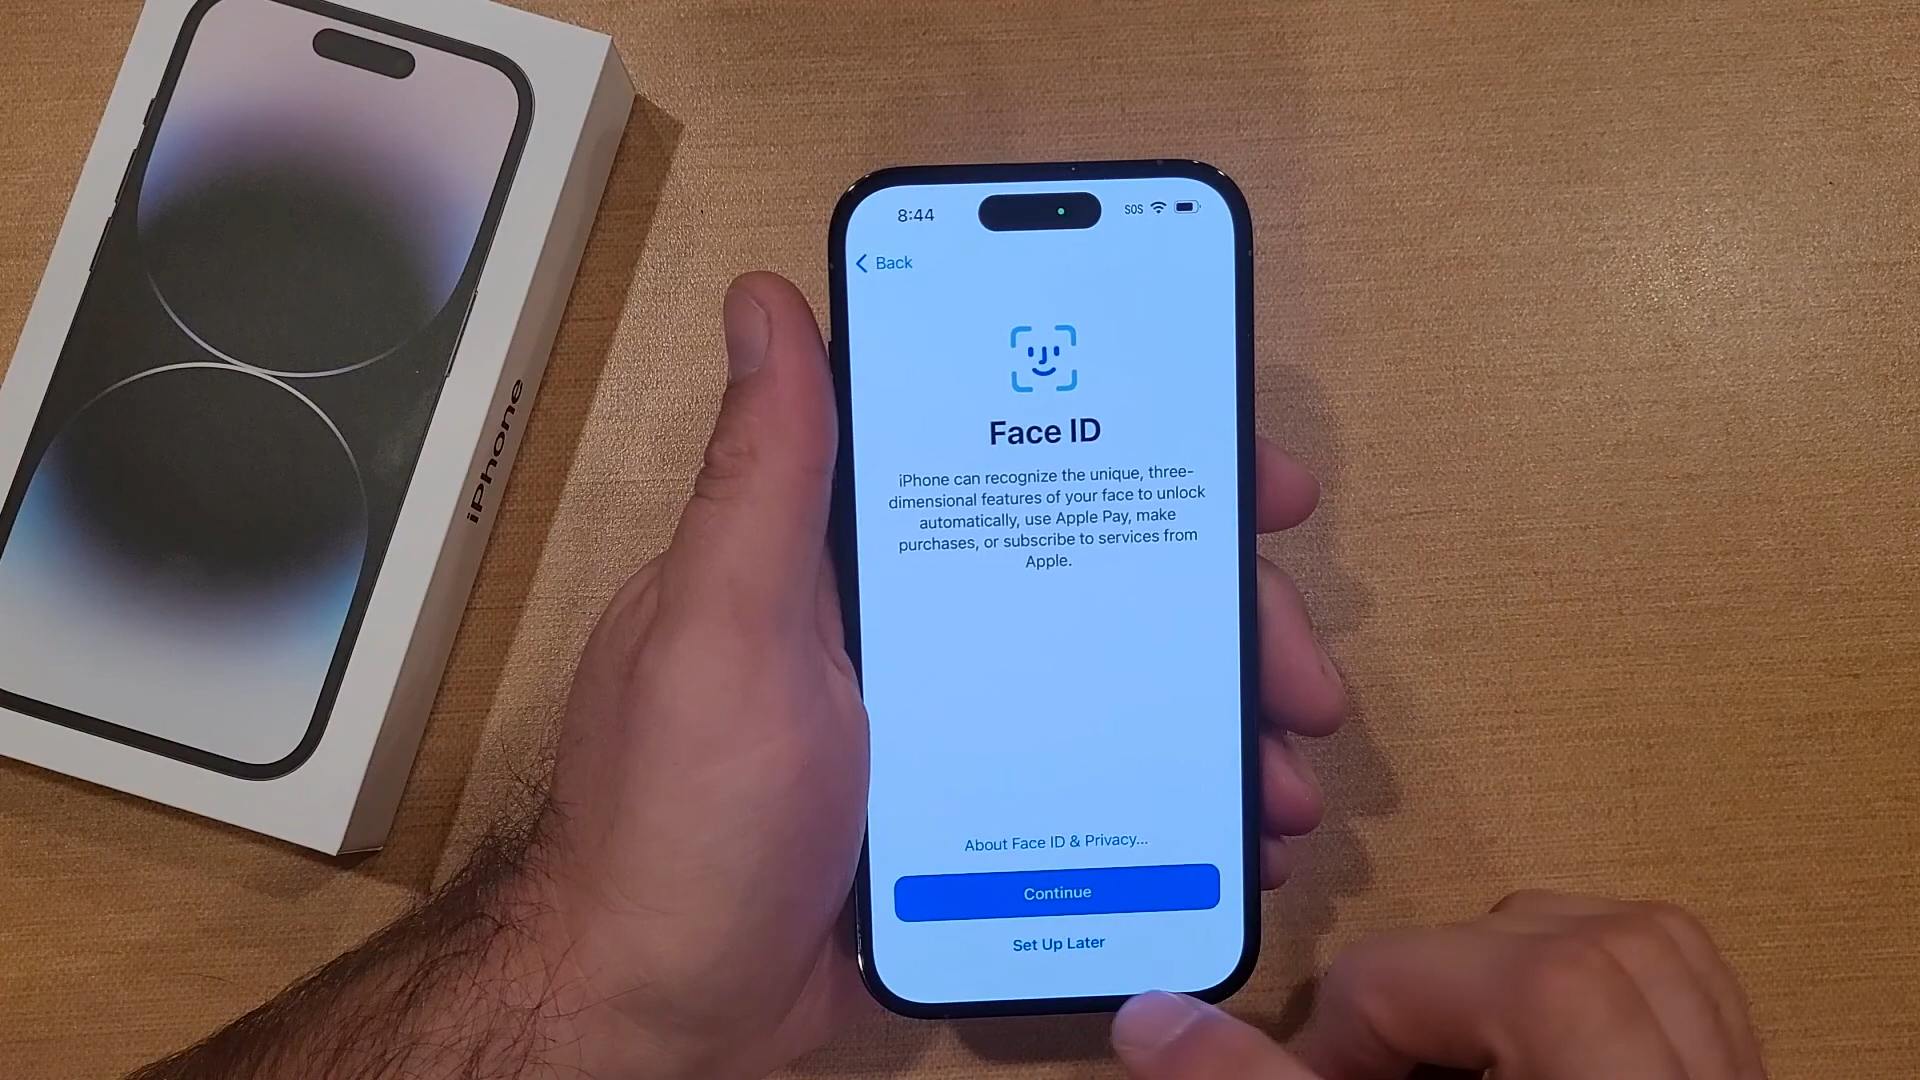 8:44
SOS
Back
Face ID
iPhone can recognize the unique, three-
dimensional features of your face to unlock
automatically, use Apple Pay, make
purchases, or subscribe to services from
Apple.
About Face ID & Privacy...
Continue
Set Up Later
iPhone